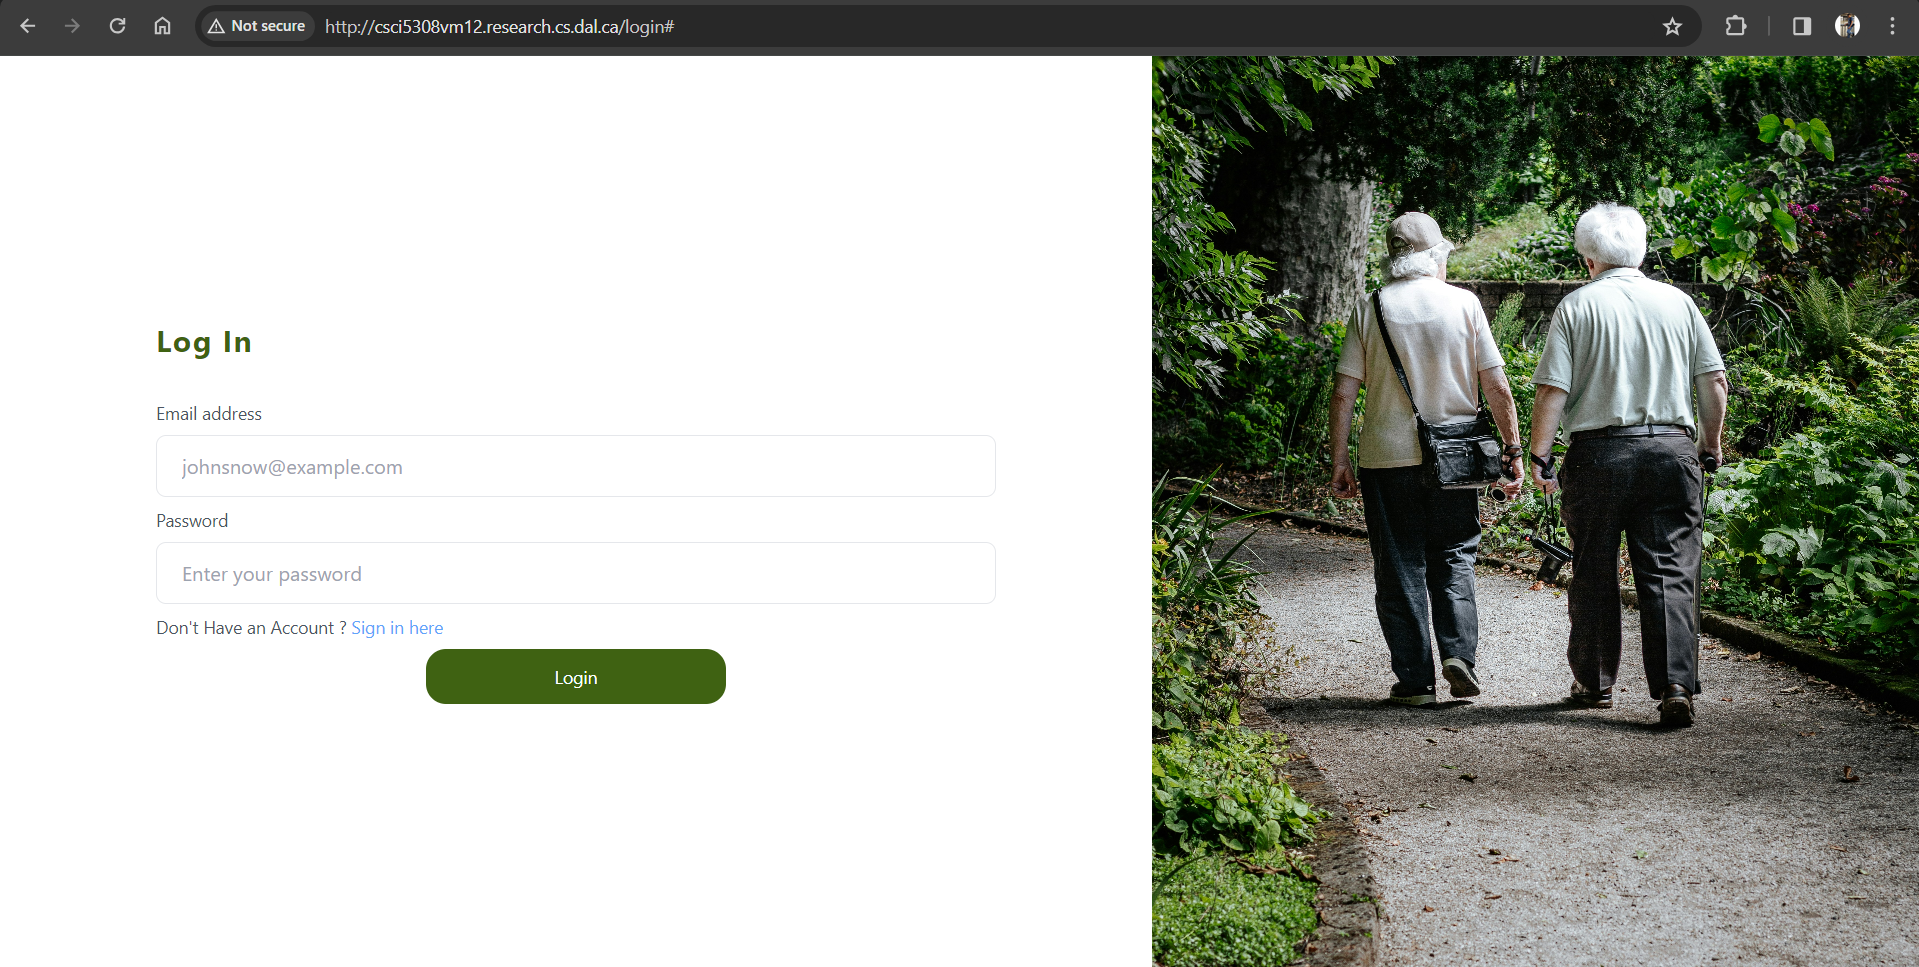 Not secure http://csci5308vm12.research.cs.dal.ca/login#
Log In
Email address
johnsnow@example.com
Password
Enter your password
Don't Have an Account ? Sign in here
Login